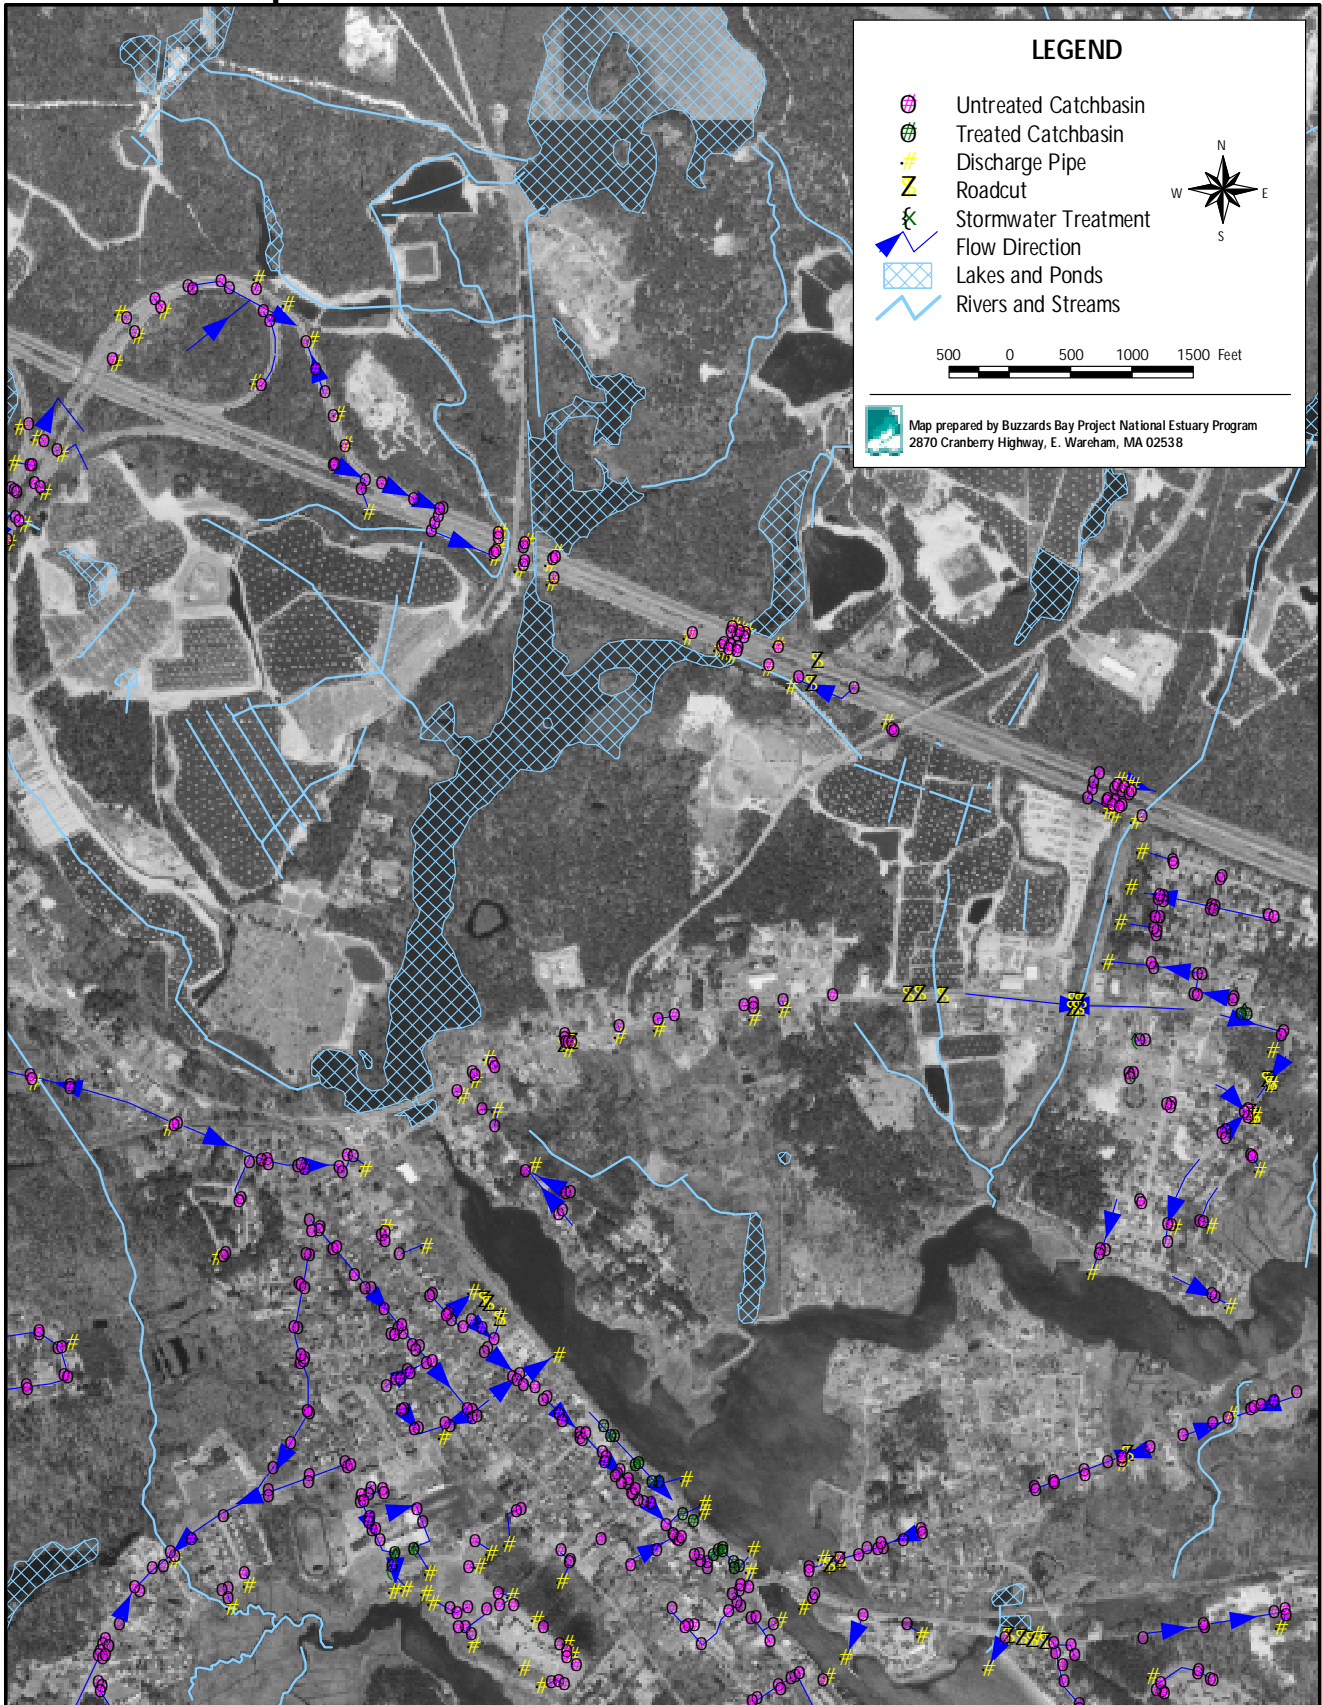 LEGEND
Untreated Catchbasin
Treated Catchbasin
Discharge Pipe
Roadcut
Stormwater Treatment
Flow Direction
Lakes and Ponds
Rivers and Streams
N
W E
S
500 0 500 1000 1500 Feet
Map prepared by Buzzards Bay Project National Estuary Program
2870 Cranberry Highway, E. Wareham, MA 02538